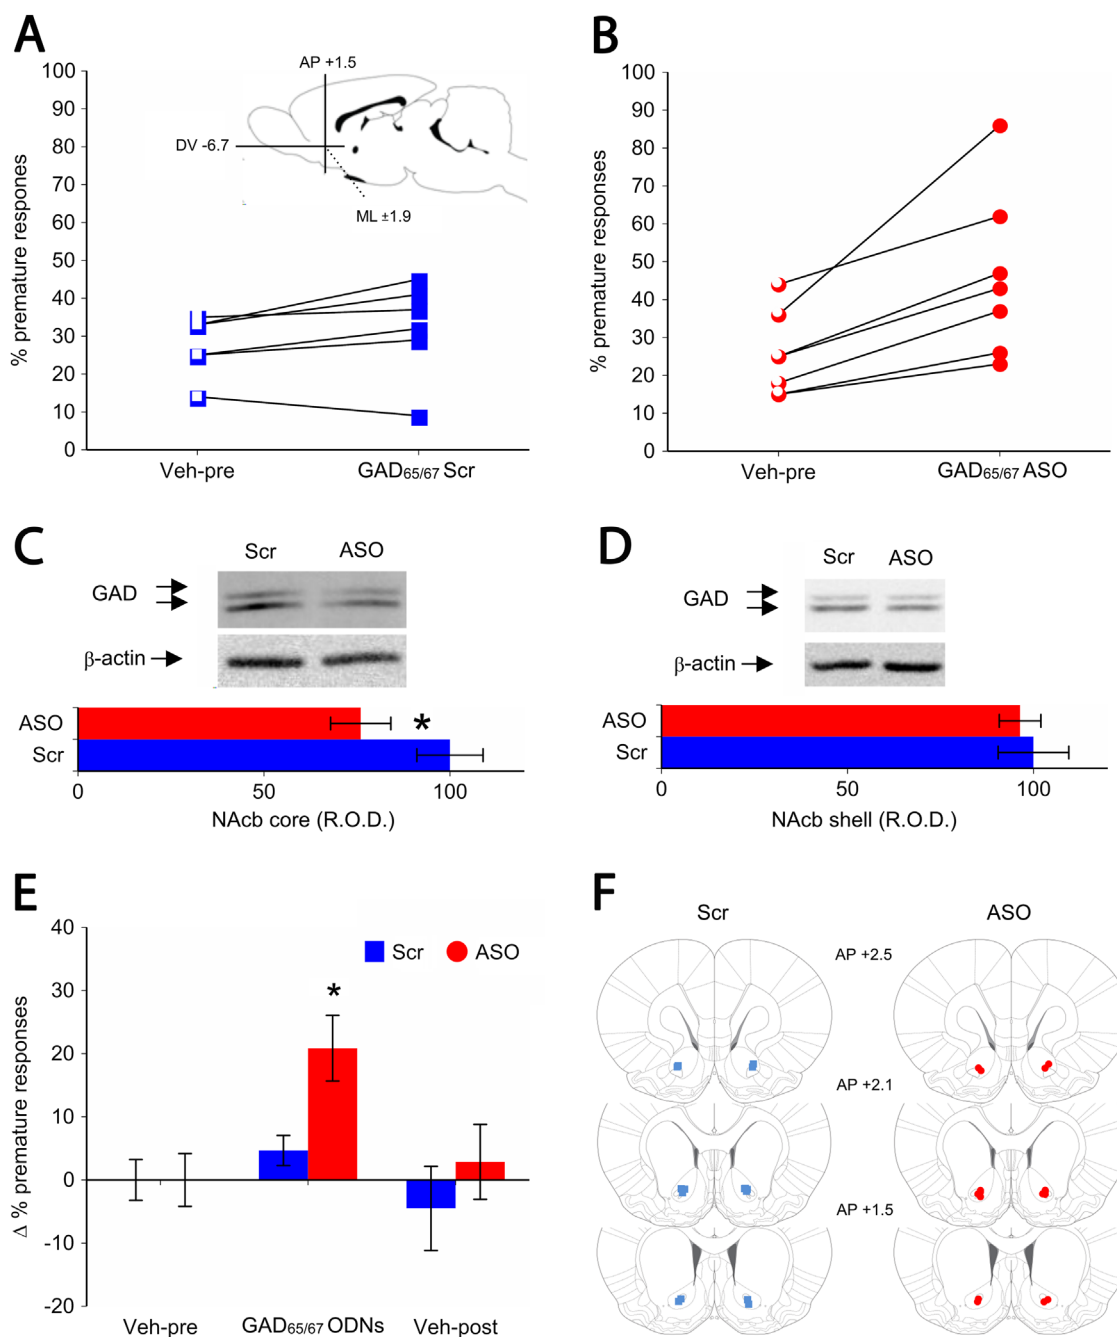 A
B
AP +1.5
DV -6.7
ML ±1.9
% premature respones
100
90
80
70
60
50
40
30
20
10
0
Veh-pre
GAD65/67 Scr
% premature responses
100
90
80
70
60
50
40
30
20
10
0
Veh-pre
GAD65/67 ASO
C
Scr ASO
GAD
β-actin
ASO
*
Scr
0 50 100
NAcb core (R.O.D.)
D
Scr ASO
GAD
β-actin
ASO
Scr
0 50 100
NAcb shell (R.O.D.)
E
Δ % premature responses
40
30
20
10
0
-10
-20
Scr ASO
*
Veh-pre GAD65/67 ODNs Veh-post
F
Scr ASO
AP +2.5
AP +2.1
AP +1.5